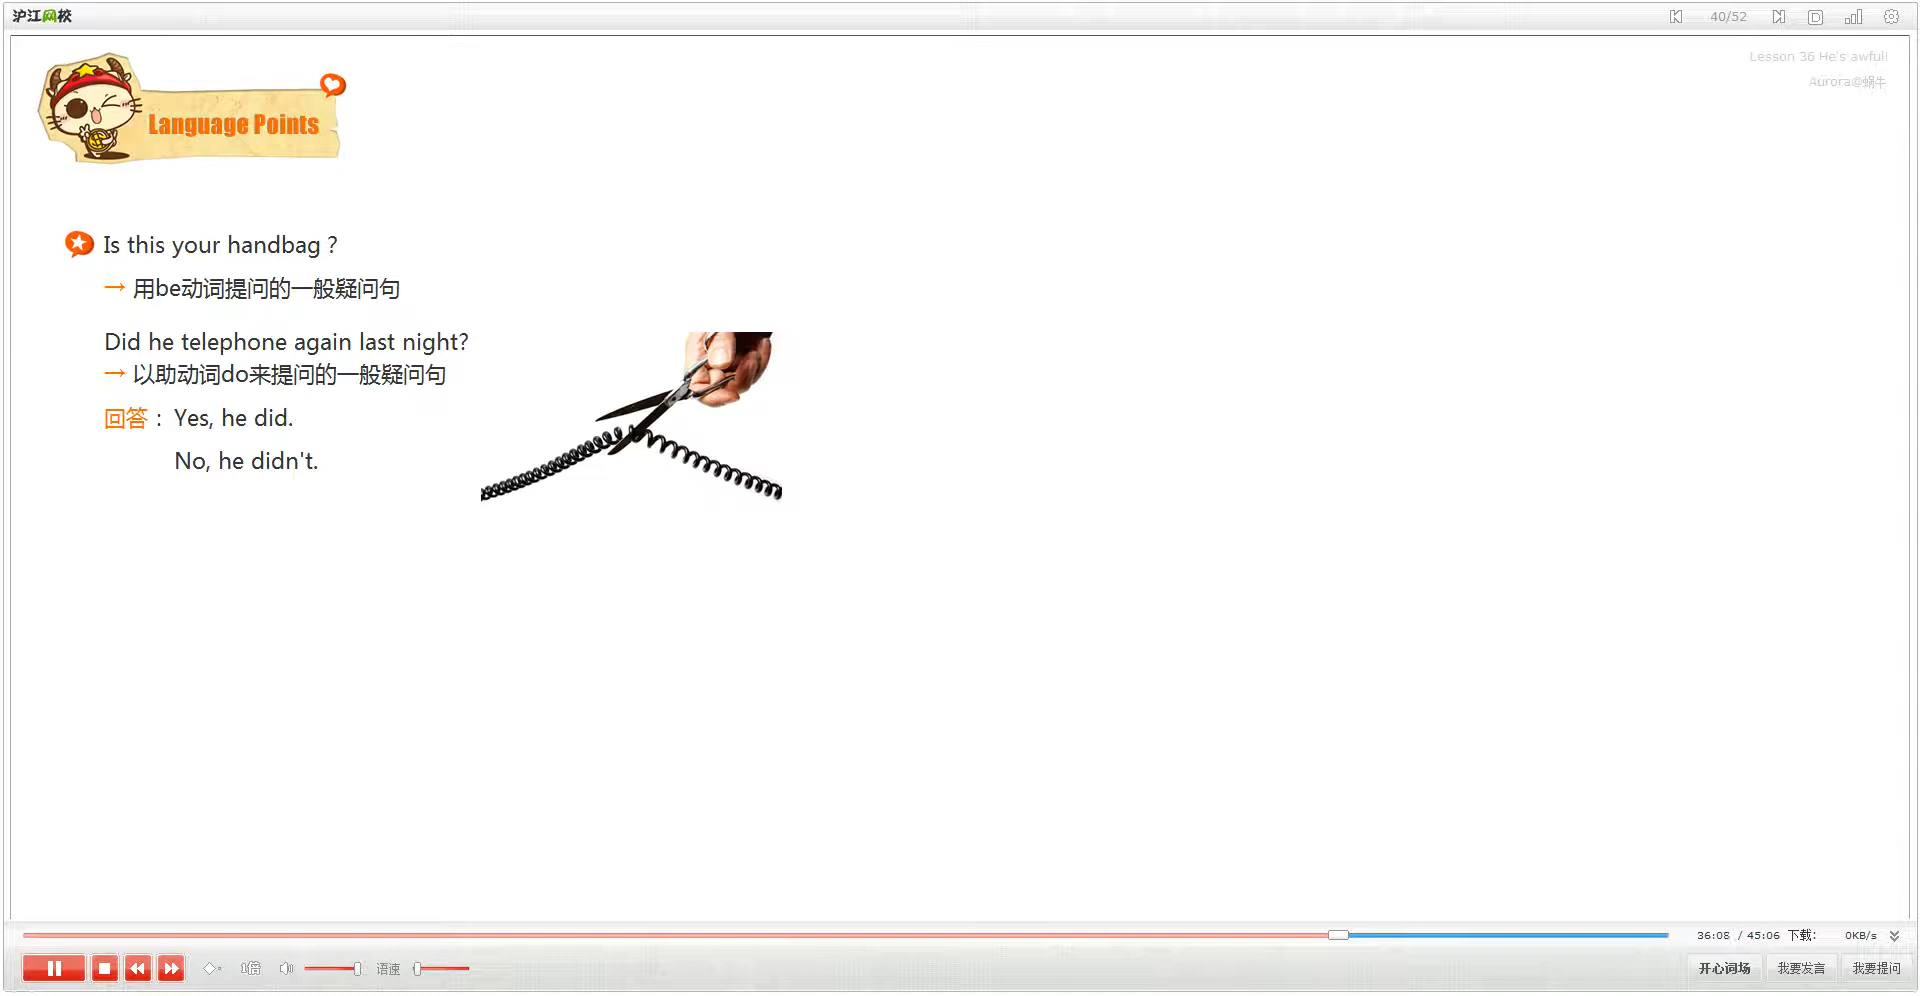 沪江网校
40/52
Lesson 36 He's awful!
Aurora@蜗牛
Language Points
Is this your handbag ?
→ 用be动词提问的一般疑问句
Did he telephone again last night?
→ 以助动词do来提问的一般疑问句
回答： Yes, he did.
No, he didn't.
36:08 / 45:06 下载: 0KB/s
1倍 语速 开心词场 我要发言 我要提问